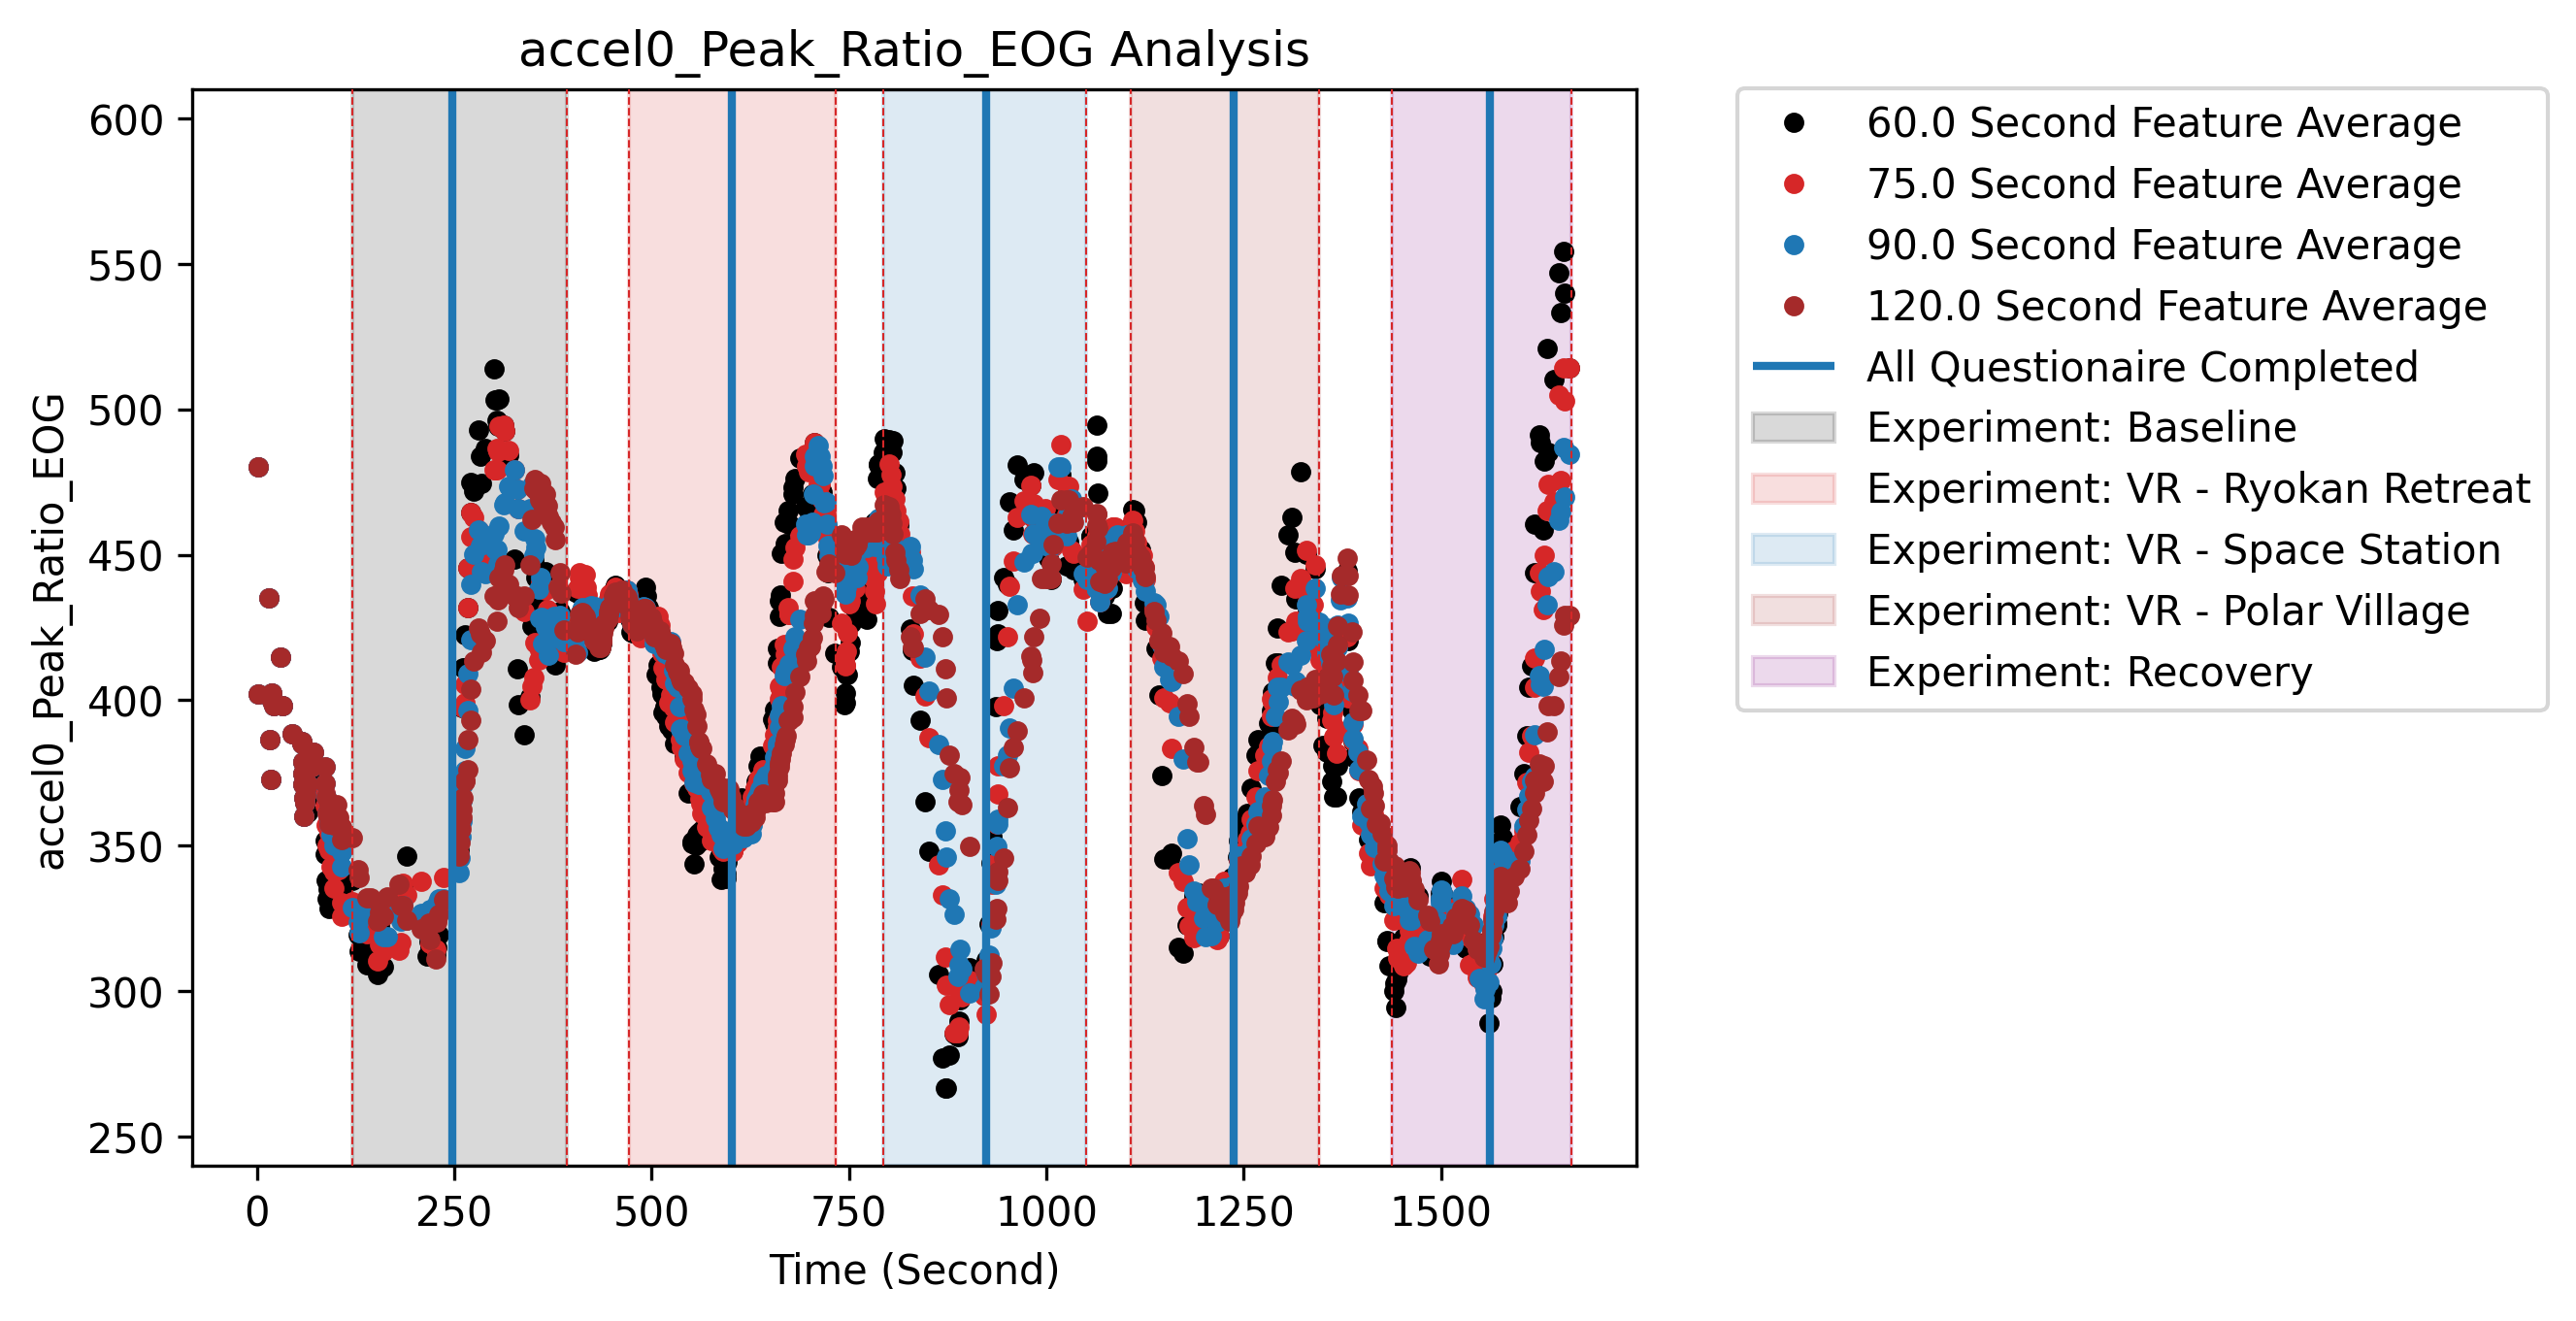 accel0_Peak_Ratio_EOG Analysis
accel0_Peak_Ratio_EOG
600
550
500
450
400
350
300
250
0 250 500 750 1000 1250 1500
Time (Second)
60.0 Second Feature Average
75.0 Second Feature Average
90.0 Second Feature Average
120.0 Second Feature Average
All Questionaire Completed
Experiment: Baseline
Experiment: VR - Ryokan Retreat
Experiment: VR - Space Station
Experiment: VR - Polar Village
Experiment: Recovery